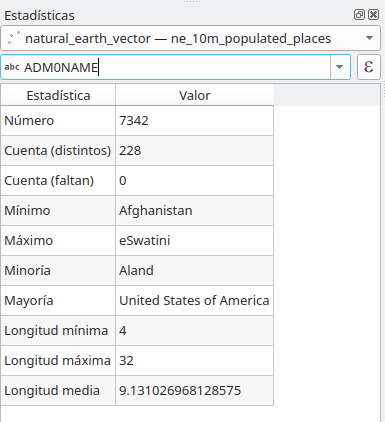 Estadísticas
natural_earth_vector — ne_10m_populated_places
abc ADM0NAME ε
Estadística Valor
Número 7342
Cuenta (distintos) 228
Cuenta (faltan) 0
Mínimo Afghanistan
Máximo eSwatini
Minoría Aland
Mayoría United States of America
Longitud mínima 4
Longitud máxima 32
Longitud media 9.131026968128575